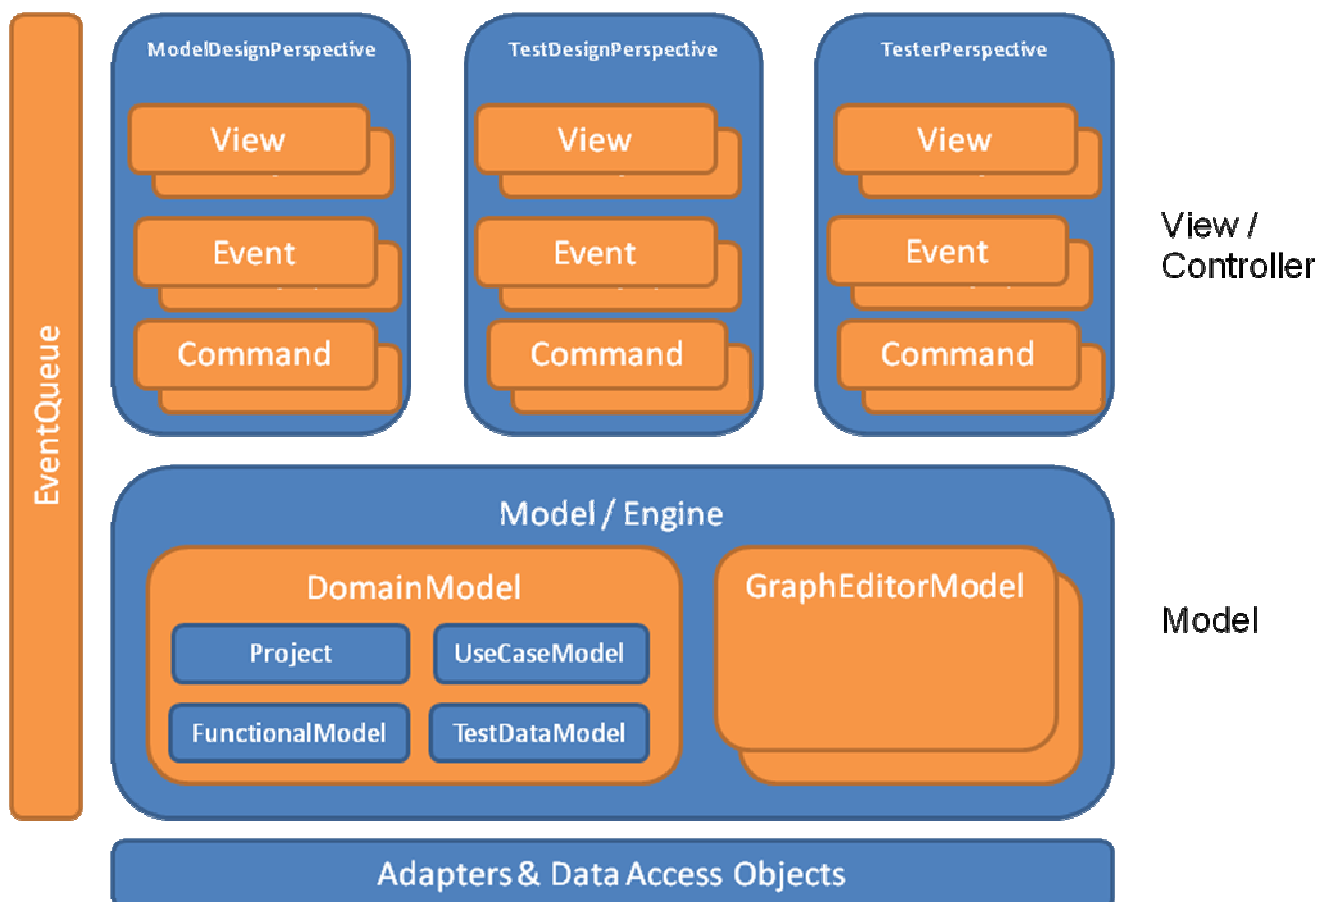 ModelDesignPerspective
TestDesignPerspective
TesterPerspective
View
View
View
Event
Event
Event
View /
Controller
Command
Command
Command
EventQueue
Model / Engine
DomainModel
GraphEditorModel
Project
UseCaseModel
Model
FunctionalModel
TestDataModel
Adapters & Data Access Objects